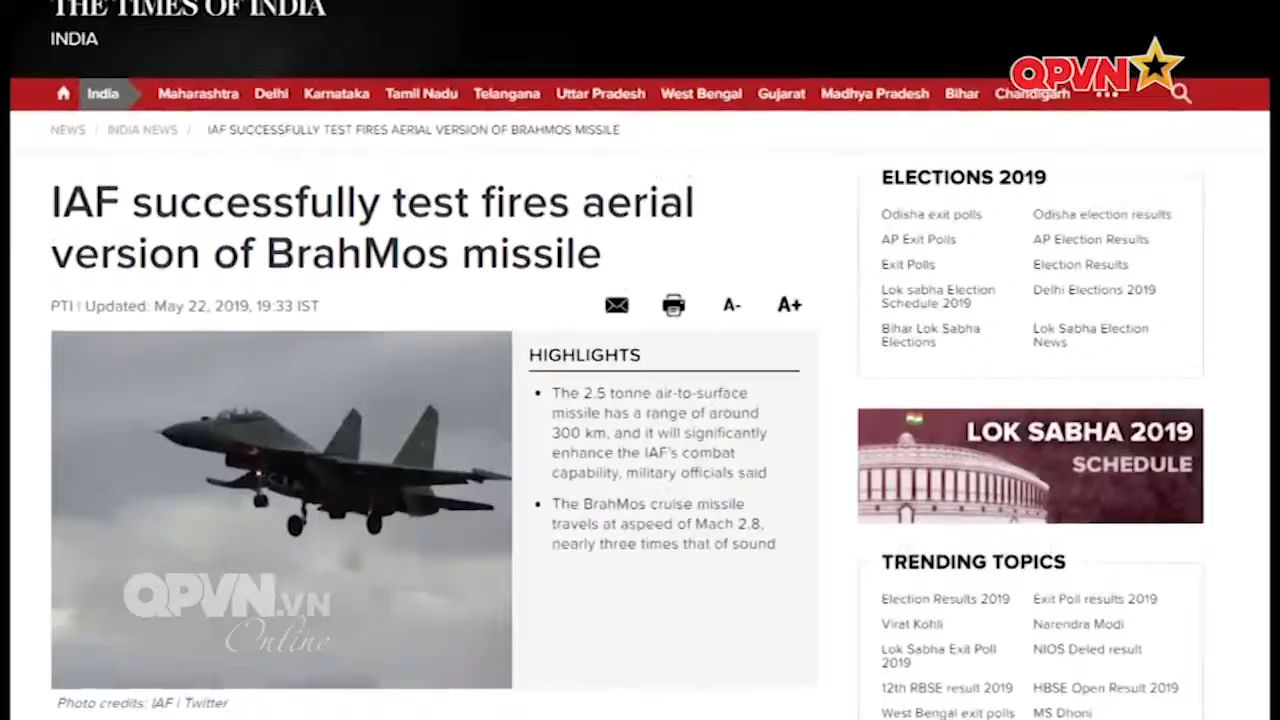 THE TIMES OF INDIA
INDIA
QPVN
India Maharashtra Delhi Karnataka Tamil Nadu Telangana Uttar Pradesh West Bengal Gujarat Madhya Pradesh Bihar Chandigarh
NEWS / INDIA NEWS / IAF SUCCESSFULLY TEST FIRES AERIAL VERSION OF BRAHMOS MISSILE
IAF successfully test fires aerial
version of BrahMos missile
PTI | Updated: May 22, 2019, 19:33 IST
A- A+
HIGHLIGHTS
• The 2.5 tonne air-to-surface
missile has a range of around
300 km, and it will significantly
enhance the IAF's combat
capability, military officials said
• The BrahMos cruise missile
travels at aspeed of Mach 2.8,
nearly three times that of sound
QPVN.VN
Online
Photo credits: IAF | Twitter
ELECTIONS 2019
Odisha exit polls Odisha election results
AP Exit Polls AP Election Results
Exit Polls Election Results
Lok sabha Election Delhi Elections 2019
Schedule 2019
Bihar Lok Sabha Lok Sabha Election
Elections News
LOK SABHA 2019
SCHEDULE
TRENDING TOPICS
Election Results 2019 Exit Poll results 2019
Virat Kohli Narendra Modi
Lok Sabha Exit Poll NIOS Deled result
2019
12th RBSE result 2019 HBSE Open Result 2019
West Bengal exit polls MS Dhoni